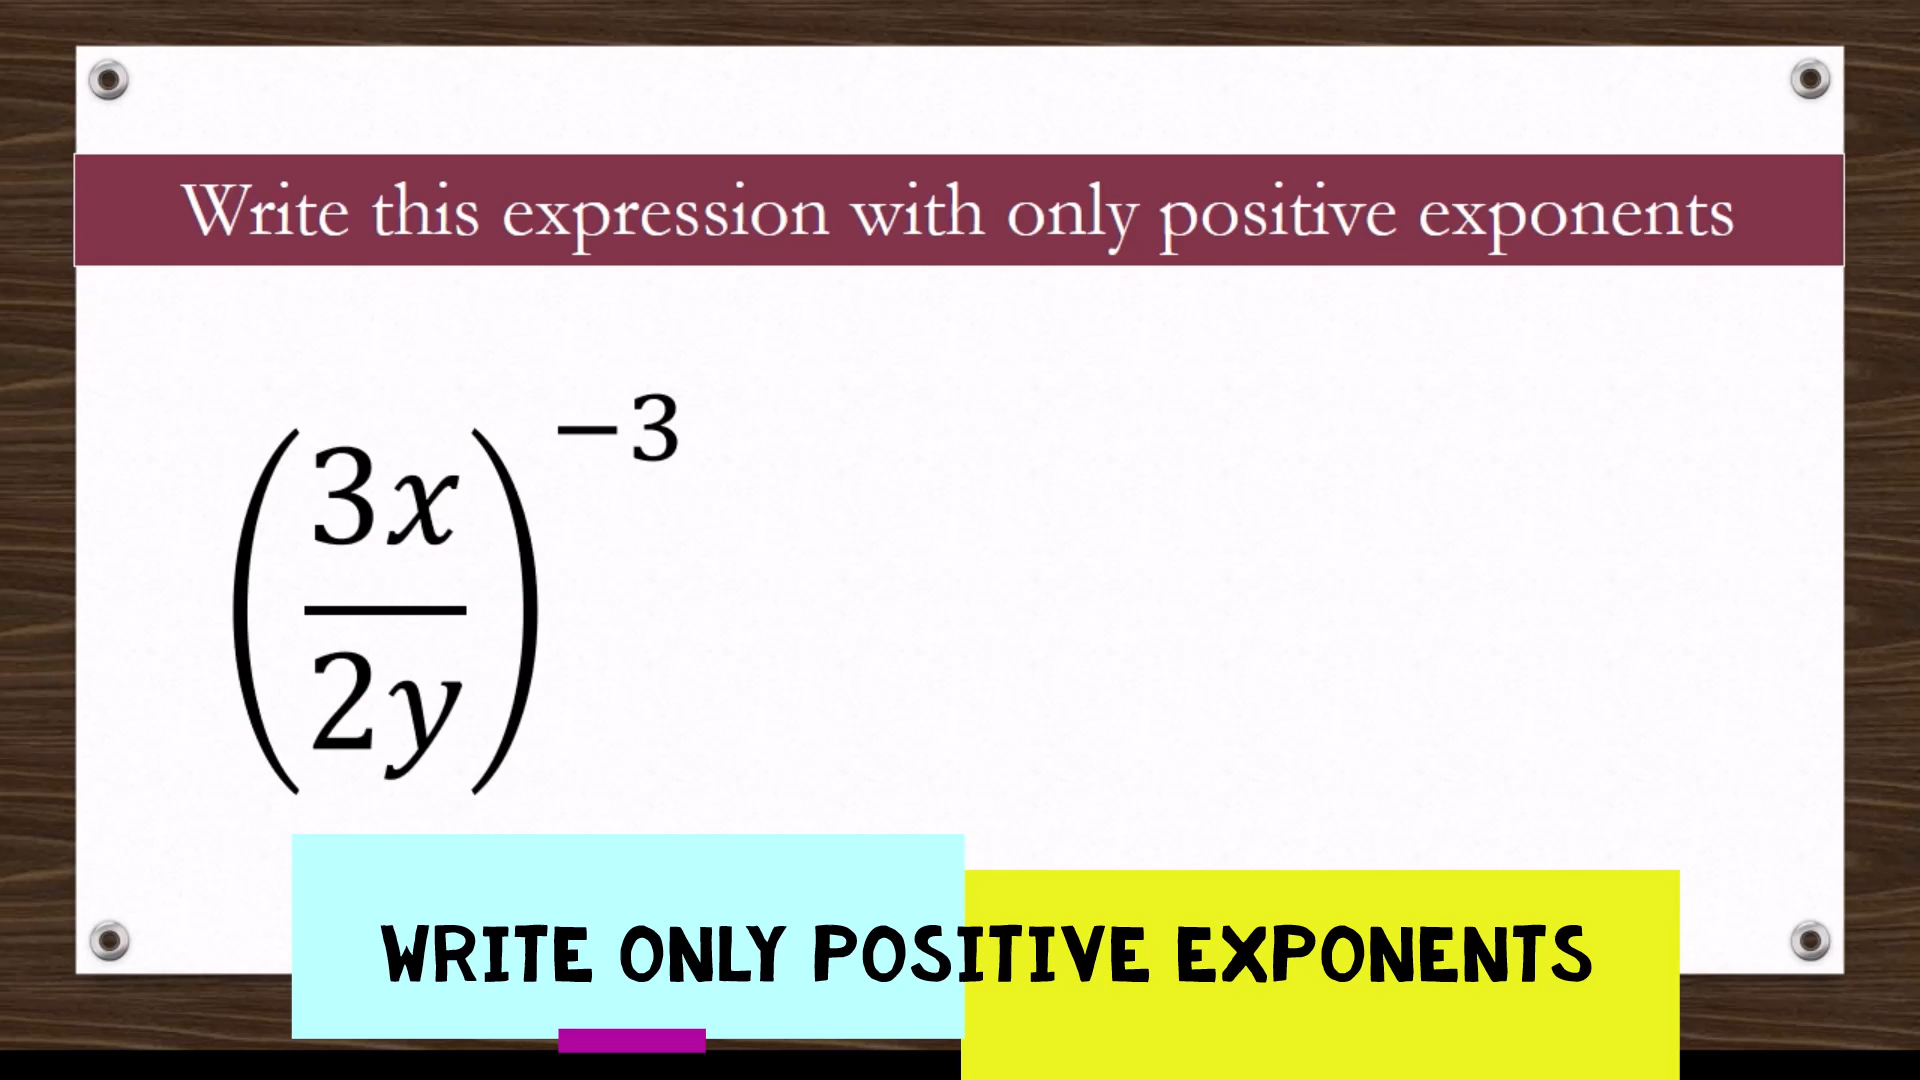 Write this expression with only positive exponents
(3x/2y)^−3
WRITE ONLY POSITIVE EXPONENTS